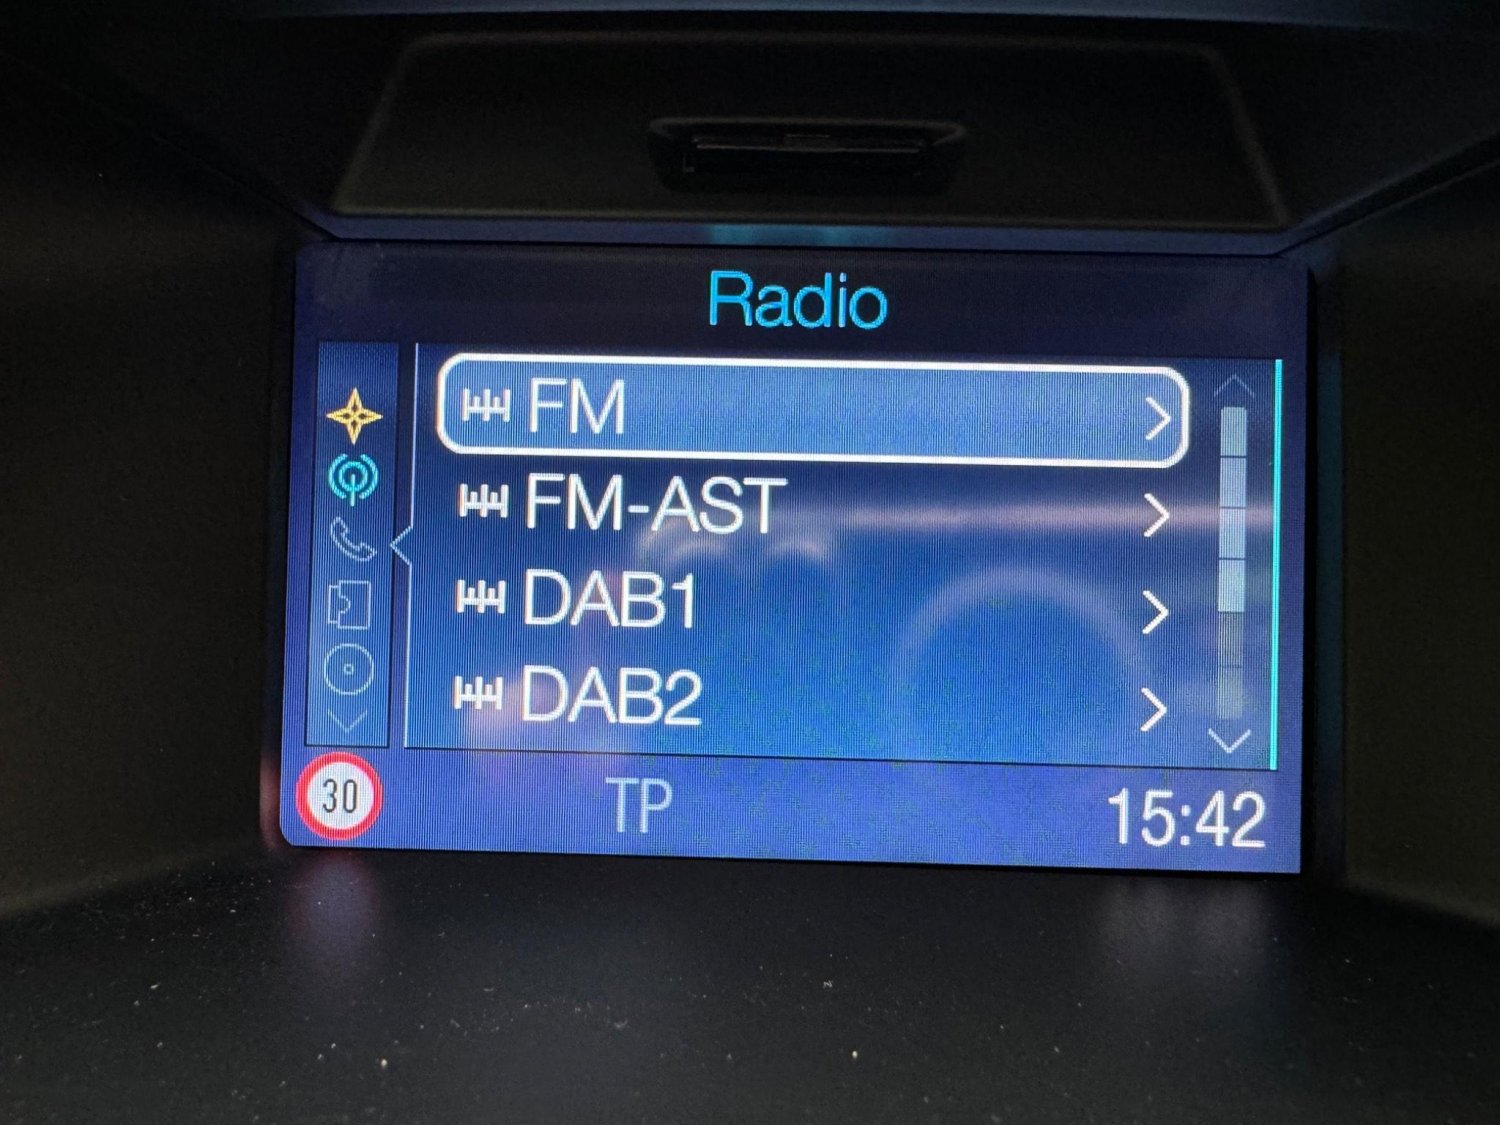 Radio
FM
FM-AST
DAB1
DAB2
30
TP
15:42